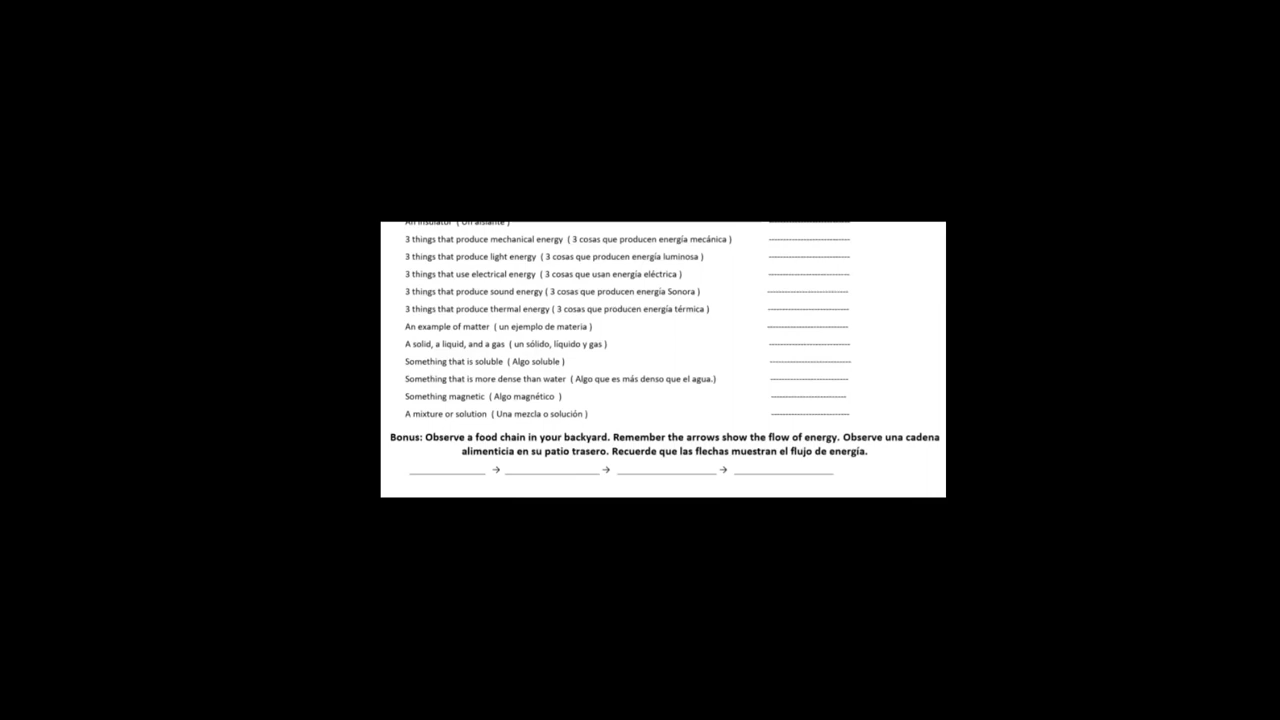 An insulator ( Un aislante )
3 things that produce mechanical energy ( 3 cosas que producen energía mecánica )
3 things that produce light energy ( 3 cosas que producen energía luminosa )
3 things that use electrical energy ( 3 cosas que usan energía eléctrica )
3 things that produce sound energy ( 3 cosas que producen energía Sonora )
3 things that produce thermal energy ( 3 cosas que producen energía térmica )
An example of matter ( un ejemplo de materia )
A solid, a liquid, and a gas ( un sólido, líquido y gas )
Something that is soluble ( Algo soluble )
Something that is more dense than water ( Algo que es más denso que el agua.)
Something magnetic ( Algo magnético )
A mixture or solution ( Una mezcla o solución )
Bonus: Observe a food chain in your backyard. Remember the arrows show the flow of energy. Observe una cadena
alimenticia en su patio trasero. Recuerde que las flechas muestran el flujo de energía.
→ → →